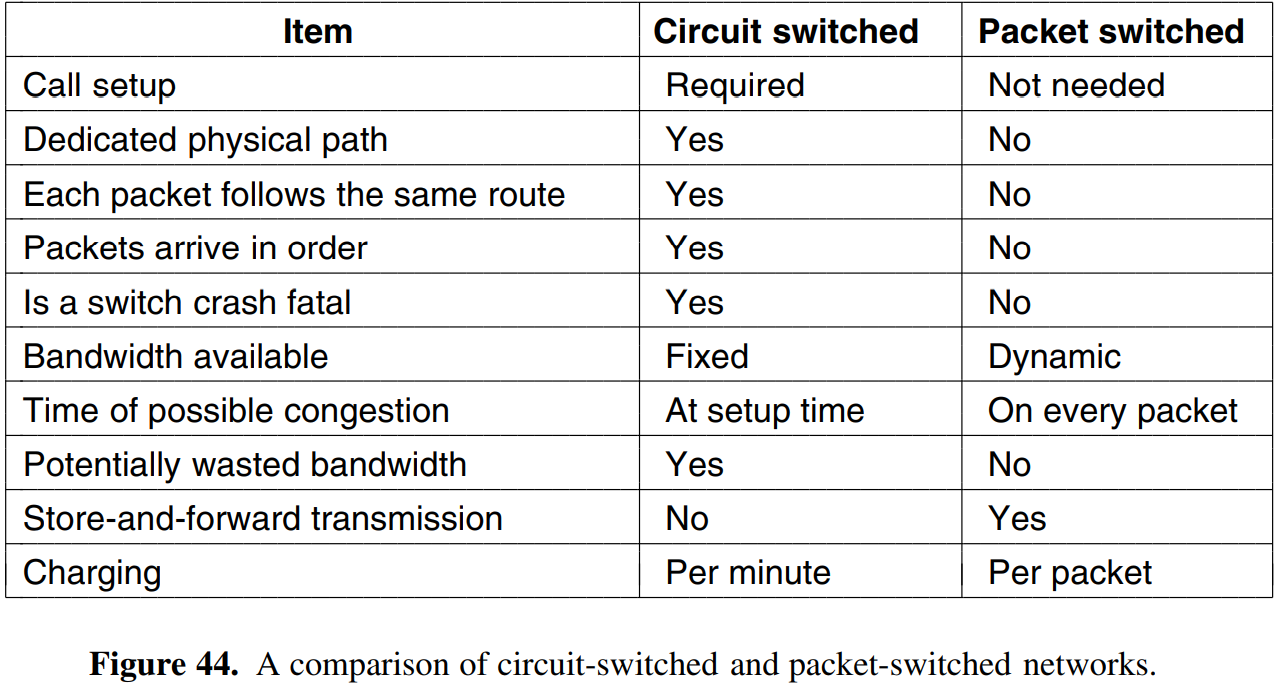 Item Circuit switched Packet switched
Call setup Required Not needed
Dedicated physical path Yes No
Each packet follows the same route Yes No
Packets arrive in order Yes No
Is a switch crash fatal Yes No
Bandwidth available Fixed Dynamic
Time of possible congestion At setup time On every packet
Potentially wasted bandwidth Yes No
Store-and-forward transmission No Yes
Charging Per minute Per packet
Figure 44. A comparison of circuit-switched and packet-switched networks.